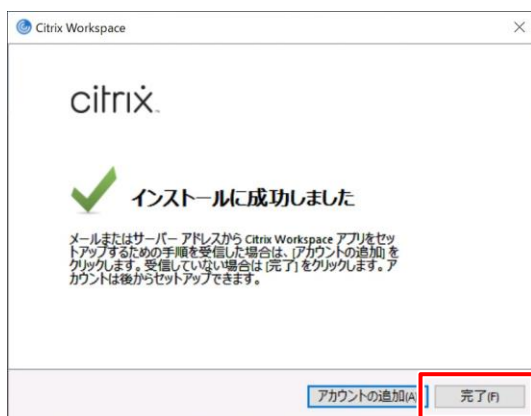 Citrix Workspace
citrix
インストールに成功しました
メールまたはサーバー アドレスから Citrix Workspace アプリをセッ
トアップするための手順を受信した場合は、[アカウントの追加] を
クリックします。受信していない場合は [完了] をクリックします。ア
カウントは後からセットアップできます。
アカウントの追加(A)
完了(F)